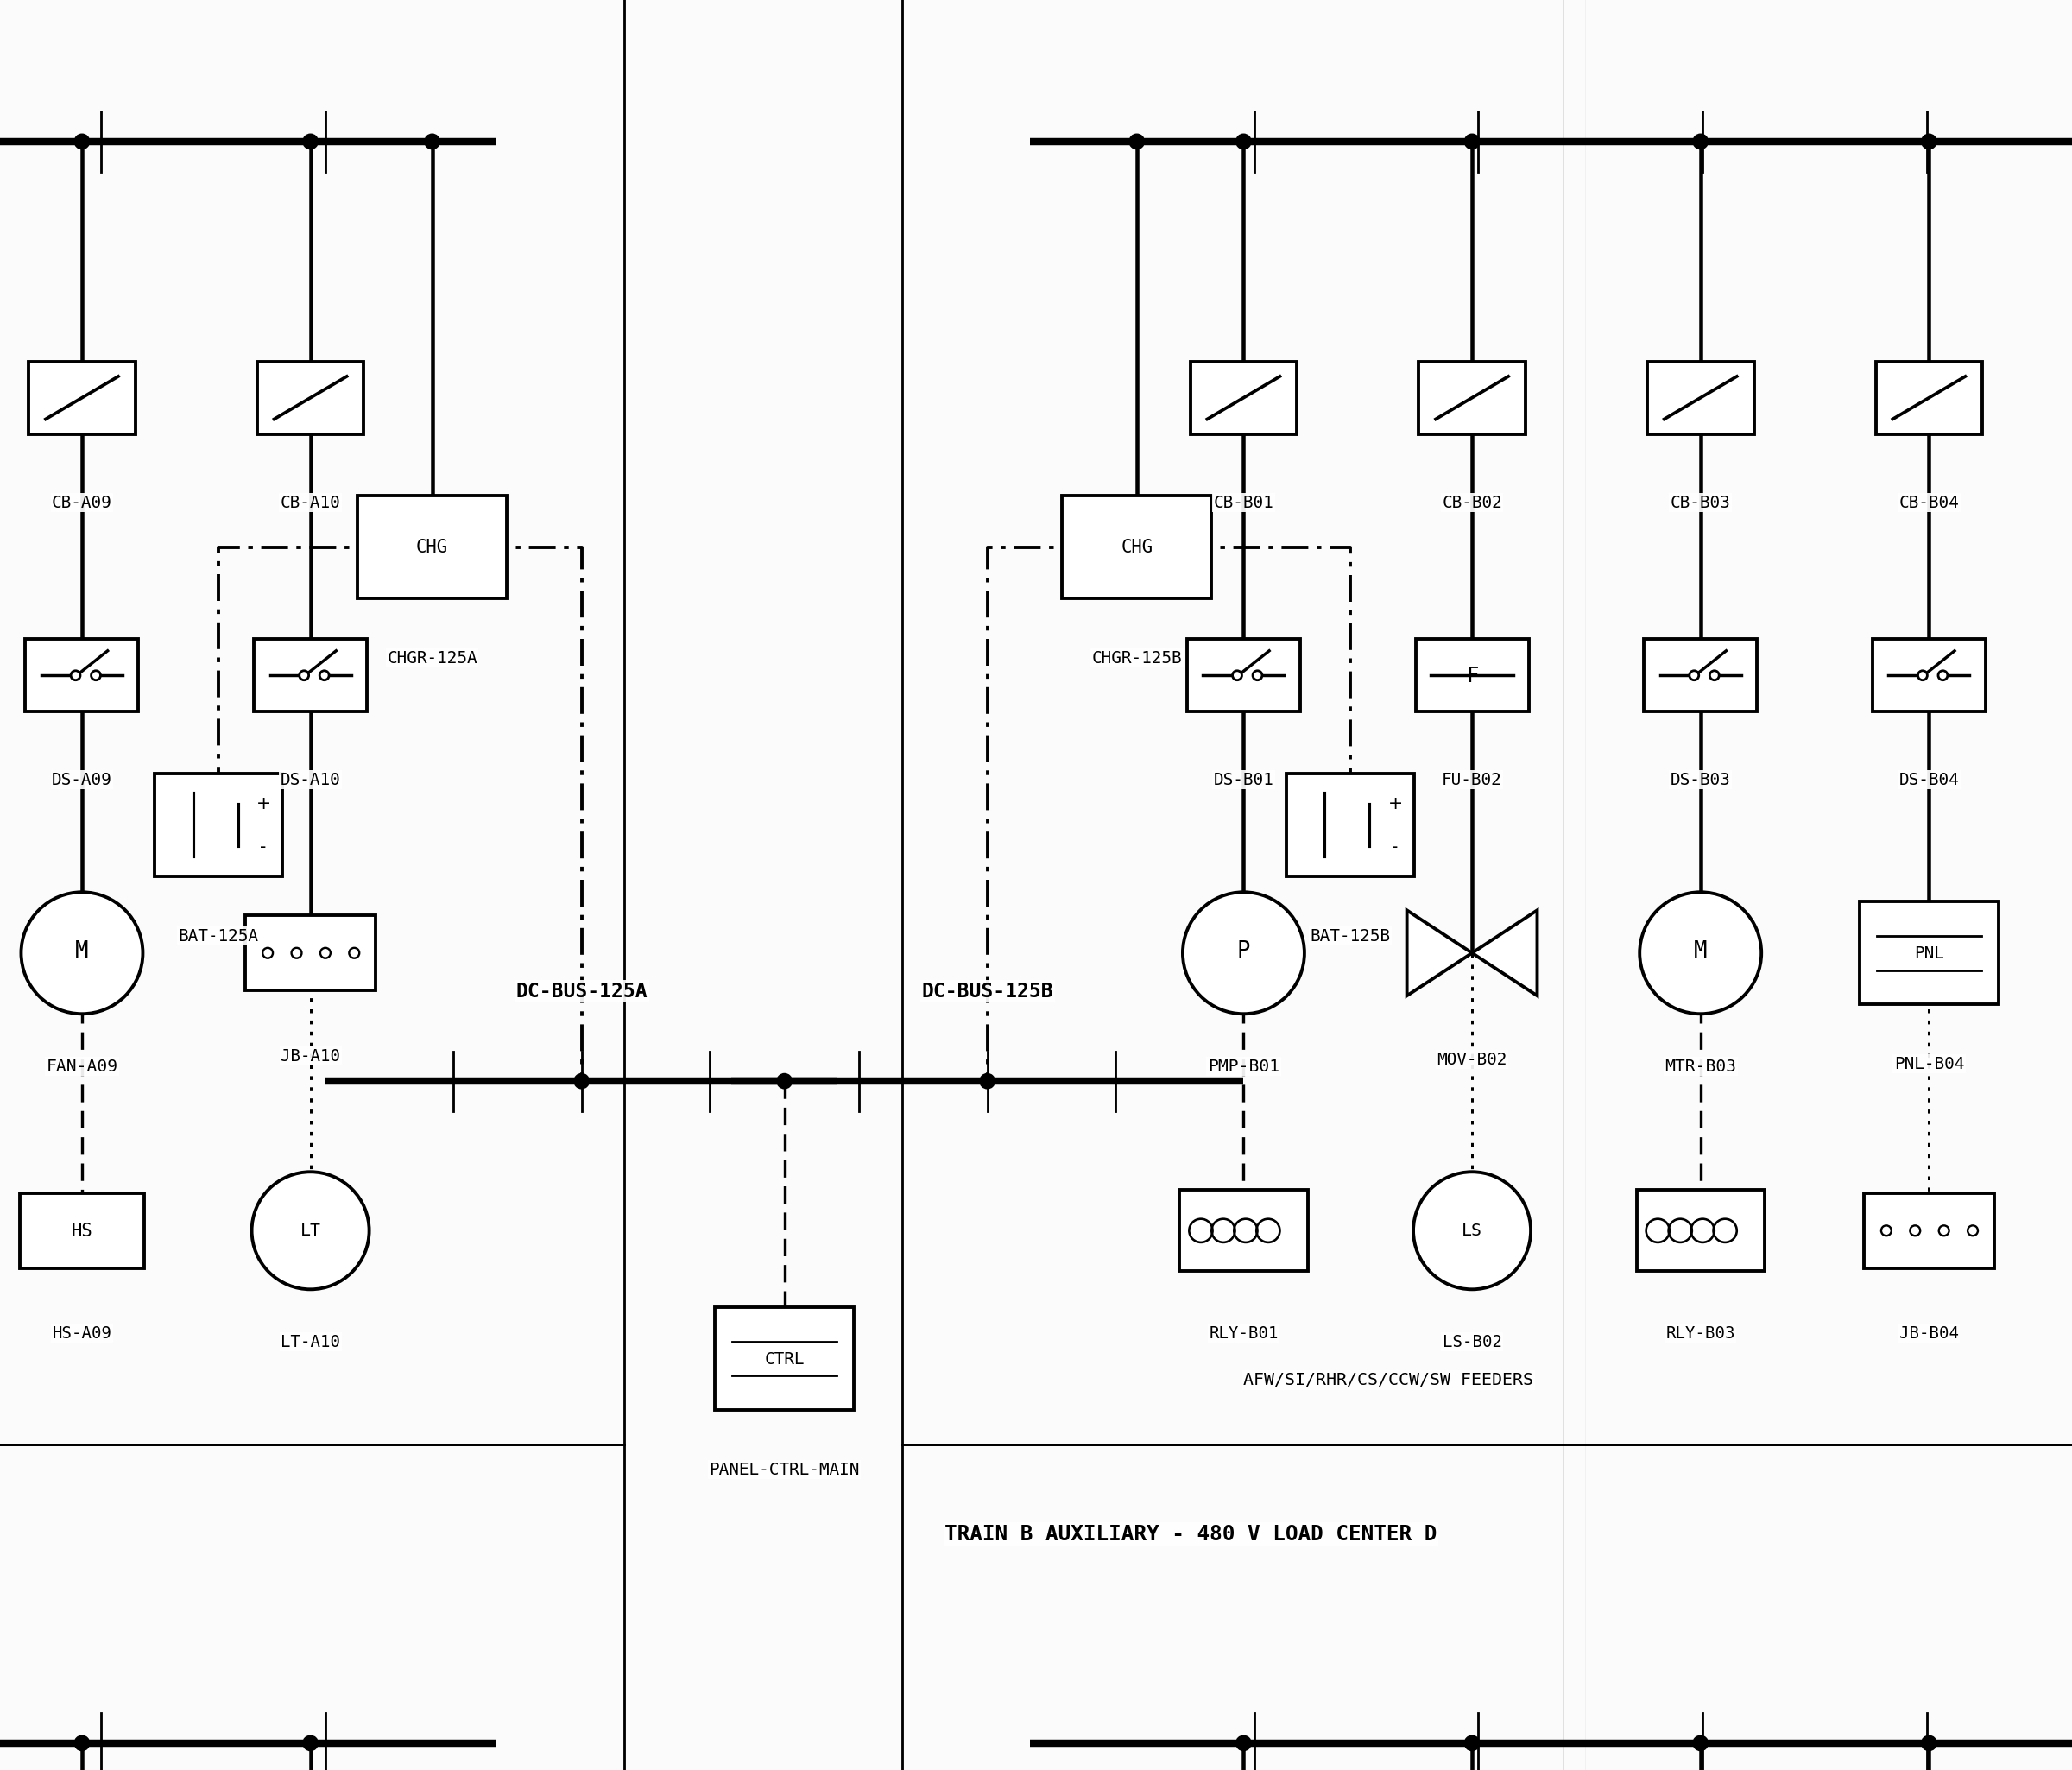 CB-A09 CB-A10 CB-B01 CB-B02 CB-B03 CB-B04
CHG CHG
CHGR-125A CHGR-125B
F
DS-A09 DS-A10 DS-B01 FU-B02 DS-B03 DS-B04
+ +
- -
BAT-125A BAT-125B
M P M PNL
DC-BUS-125A DC-BUS-125B
JB-A10 MOV-B02 PNL-B04
FAN-A09 PMP-B01 MTR-B03
HS LT LS
HS-A09 RLY-B01 RLY-B03 JB-B04
LT-A10 LS-B02
CTRL
AFW/SI/RHR/CS/CCW/SW FEEDERS
PANEL-CTRL-MAIN
TRAIN B AUXILIARY - 480 V LOAD CENTER D